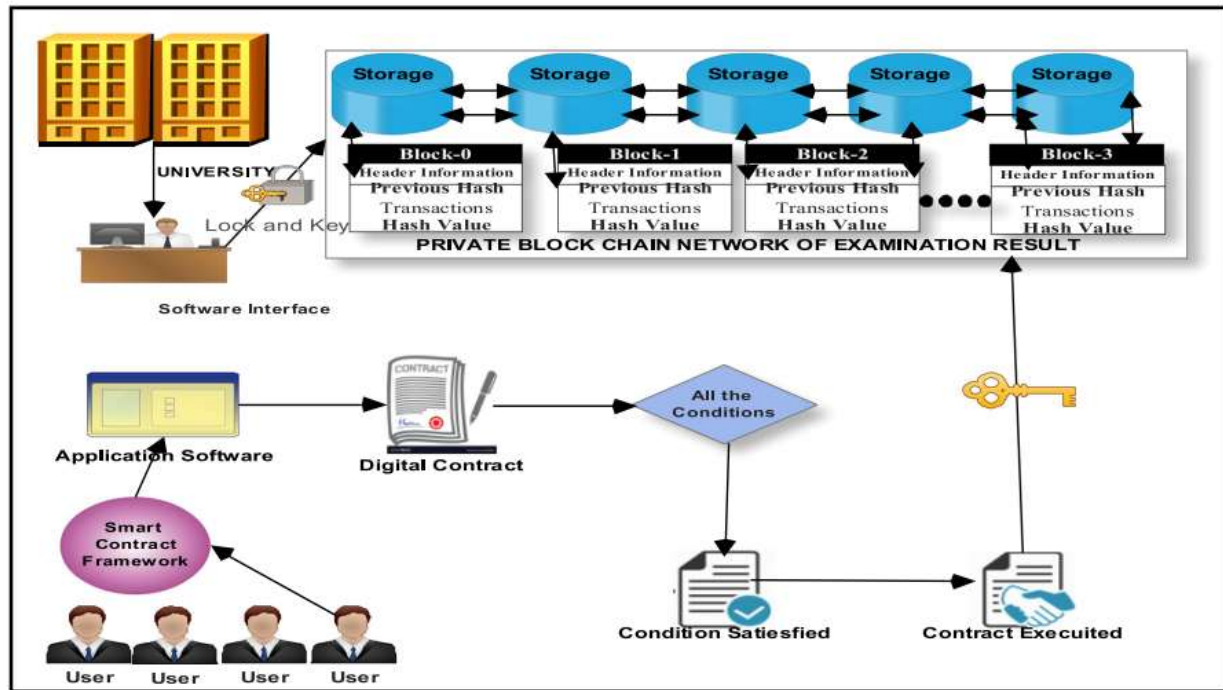 Storage Storage Storage Storage Storage
Block-0 Block-1 Block-2 Block-3
Header Information Header Information Header Information Header Information
Previous Hash Previous Hash Previous Hash Previous Hash
Transactions Transactions Transactions Transactions
Hash Value Hash Value Hash Value Hash Value
PRIVATE BLOCK CHAIN NETWORK OF EXAMINATION RESULT
UNIVERSITY
Lock and Key
Software Interface
Application Software
CONTRACT
Digital Contract
All the
Conditions
Smart
Contract
Framework
Condition Satiesfied
Contract Execuited
User User User User